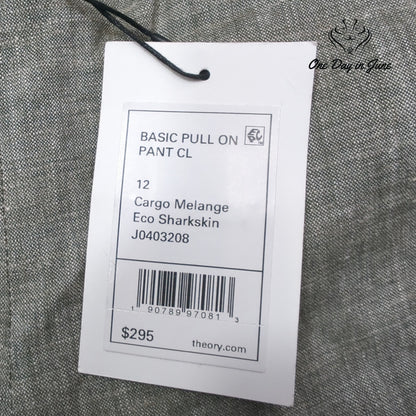 One Day in June
BASIC PULL ON
PANT CL
12
Cargo Melange
Eco Sharkskin
J0403208
1 90789 97081 3
$295
theory.com